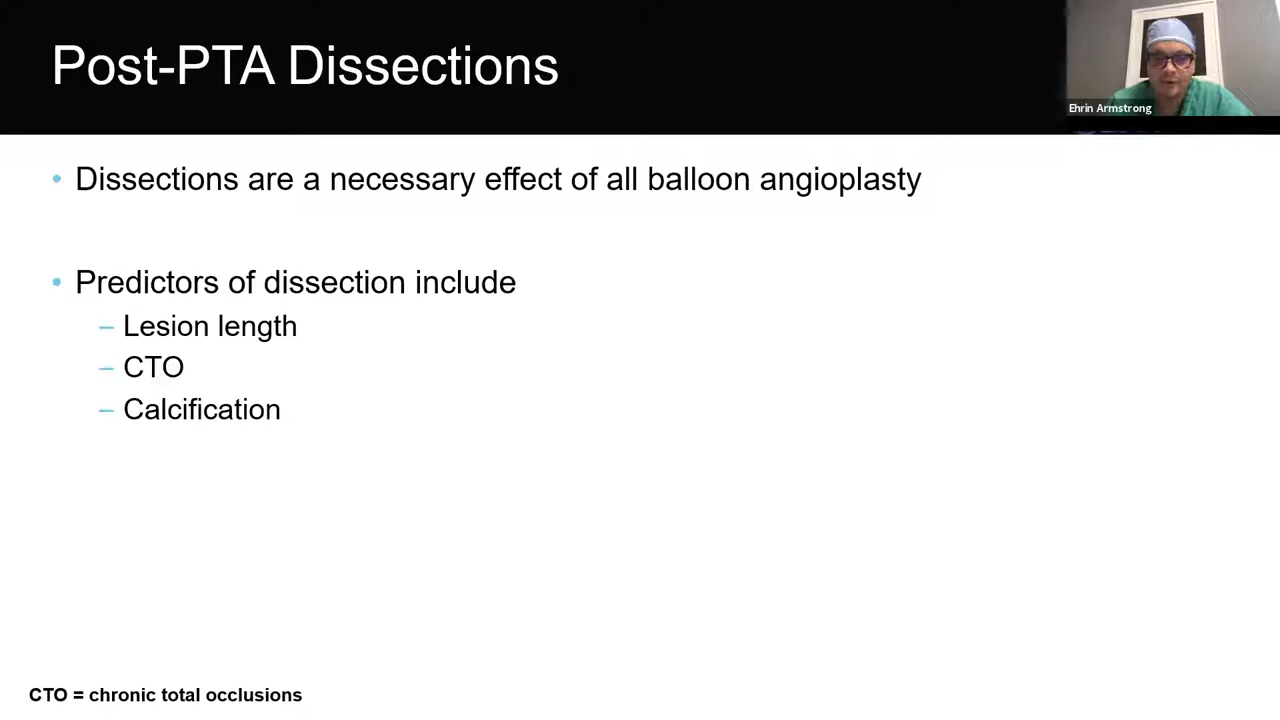 Post-PTA Dissections
Ehrin Armstrong
• Dissections are a necessary effect of all balloon angioplasty
• Predictors of dissection include
– Lesion length
– CTO
– Calcification
CTO = chronic total occlusions